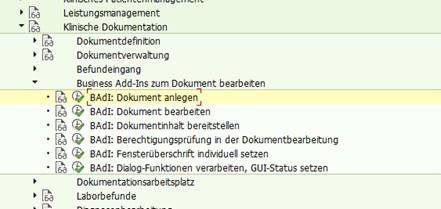 Klinisches Patientenmanagement
Leistungsmanagement
Klinische Dokumentation
Dokumentdefinition
Dokumentverwaltung
Befundeingang
Business Add-Ins zum Dokument bearbeiten
BAdI: Dokument anlegen
BAdI: Dokument bearbeiten
BAdI: Dokumentinhalt bereitstellen
BAdI: Berechtigungsprüfung in der Dokumentbearbeitung
BAdI: Fensterüberschrift individuell setzen
BAdI: Dialog-Funktionen verarbeiten, GUI-Status setzen
Dokumentationsarbeitsplatz
Laborbefunde
Diagnosenbearbeitung